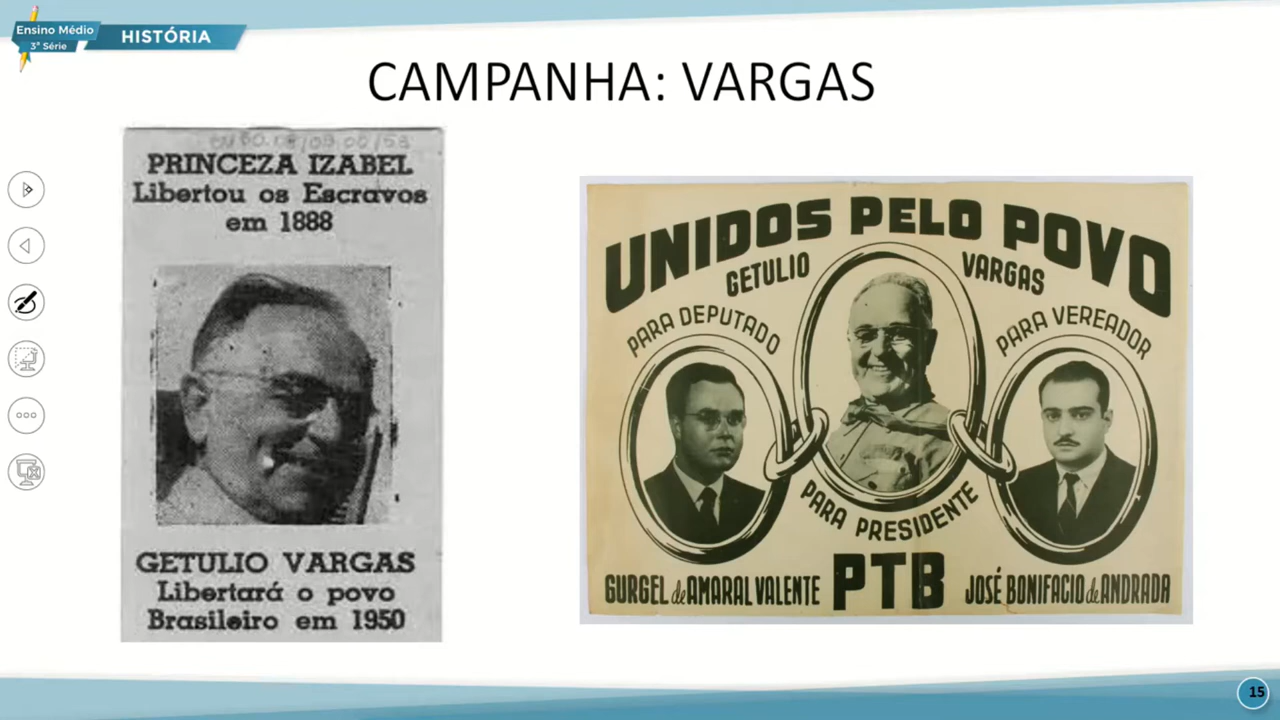 Ensino Médio
3ª Série
HISTÓRIA
CAMPANHA: VARGAS
PRINCEZA IZABEL
Libertou os Escravos
em 1888
GETULIO VARGAS
Libertará o povo
Brasileiro em 1950
UNIDOS PELO POVO
GETULIO VARGAS
PARA DEPUTADO
PARA VEREADOR
PARA PRESIDENTE
GURGEL de AMARAL VALENTE
PTB
JOSÉ BONIFACIO de ANDRADA
15